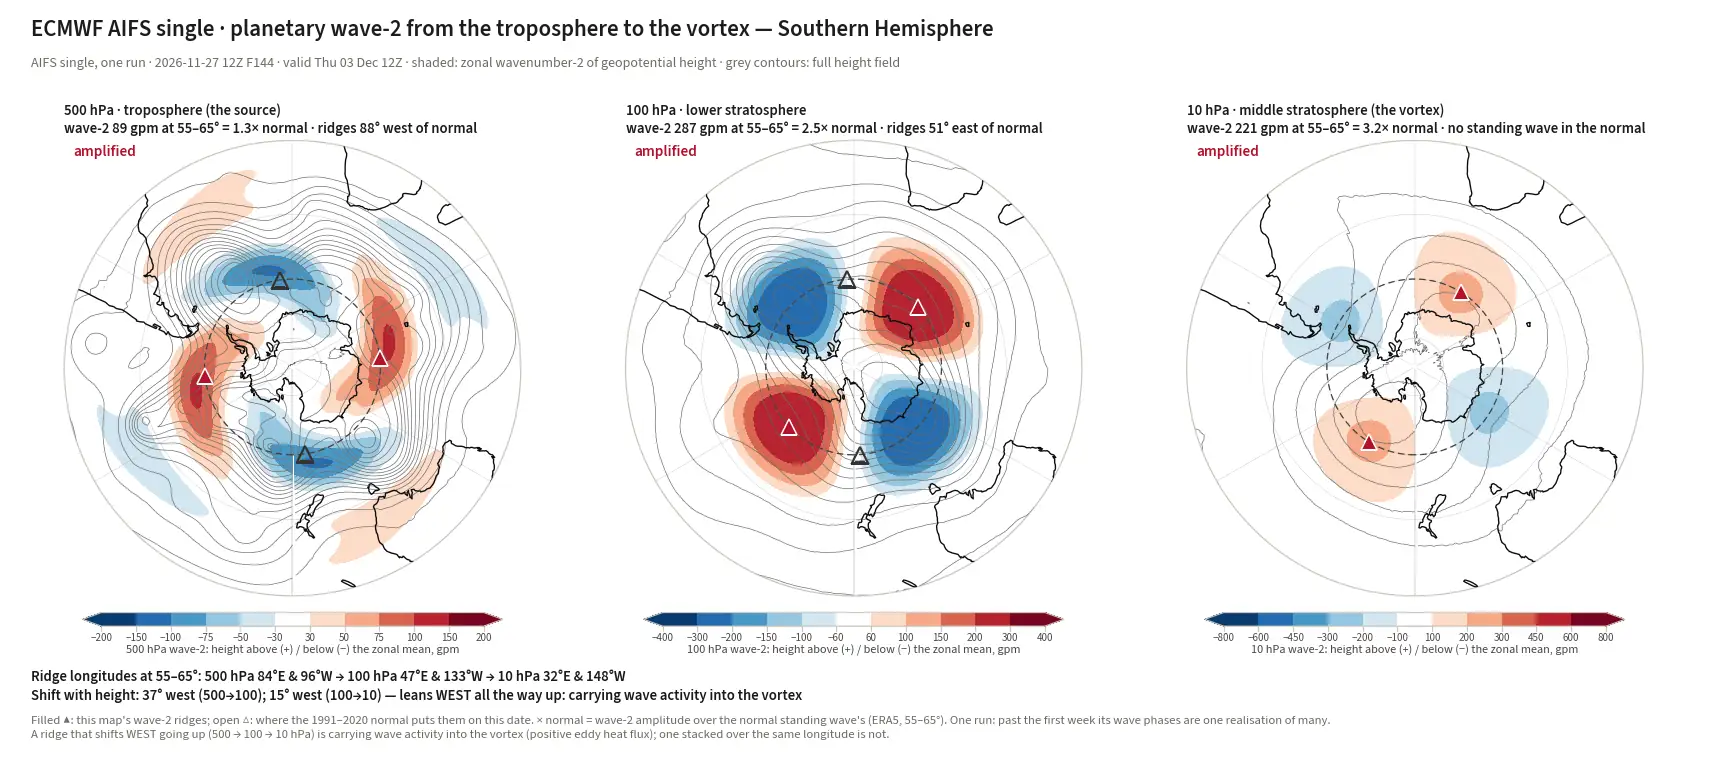 ECMWF AIFS single · planetary wave-2 from the troposphere to the vortex — Southern Hemisphere
AIFS single, one run · 2026-11-27 12Z F144 · valid Thu 03 Dec 12Z · shaded: zonal wavenumber-2 of geopotential height · grey contours: full height field
500 hPa · troposphere (the source)
wave-2 89 gpm at 55–65° = 1.3× normal · ridges 88° west of normal
amplified
100 hPa · lower stratosphere
wave-2 287 gpm at 55–65° = 2.5× normal · ridges 51° east of normal
amplified
10 hPa · middle stratosphere (the vortex)
wave-2 221 gpm at 55–65° = 3.2× normal · no standing wave in the normal
amplified
−200 −150 −100 −75 −50 −30 30 50 75 100 150 200
500 hPa wave-2: height above (+) / below (−) the zonal mean, gpm
−400 −300 −200 −150 −100 −60 60 100 150 200 300 400
100 hPa wave-2: height above (+) / below (−) the zonal mean, gpm
−800 −600 −450 −300 −200 −100 100 200 300 450 600 800
10 hPa wave-2: height above (+) / below (−) the zonal mean, gpm
Ridge longitudes at 55–65°: 500 hPa 84°E & 96°W → 100 hPa 47°E & 133°W → 10 hPa 32°E & 148°W
Shift with height: 37° west (500→100); 15° west (100→10) — leans WEST all the way up: carrying wave activity into the vortex
Filled ▲: this map's wave-2 ridges; open △: where the 1991–2020 normal puts them on this date. × normal = wave-2 amplitude over the normal standing wave's (ERA5, 55–65°). One run: past the first week its wave phases are one realisation of many.
A ridge that shifts WEST going up (500 → 100 → 10 hPa) is carrying wave activity into the vortex (positive eddy heat flux); one stacked over the same longitude is not.